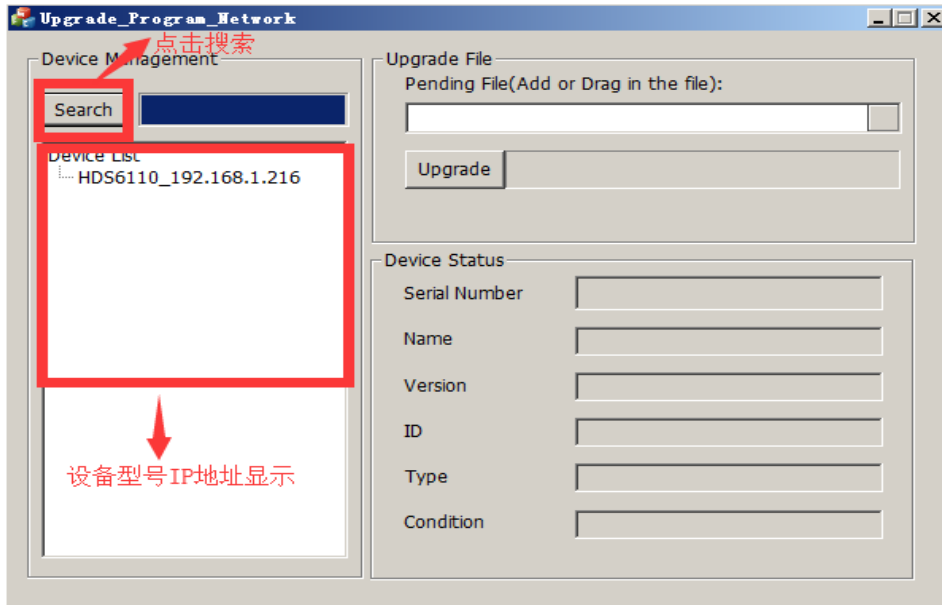 Upgrade_Program_Network
点击搜索
Device Management
Search
Device List
HDS6110_192.168.1.216
设备型号IP地址显示
Upgrade File
Pending File(Add or Drag in the file):
Upgrade
Device Status
Serial Number
Name
Version
ID
Type
Condition